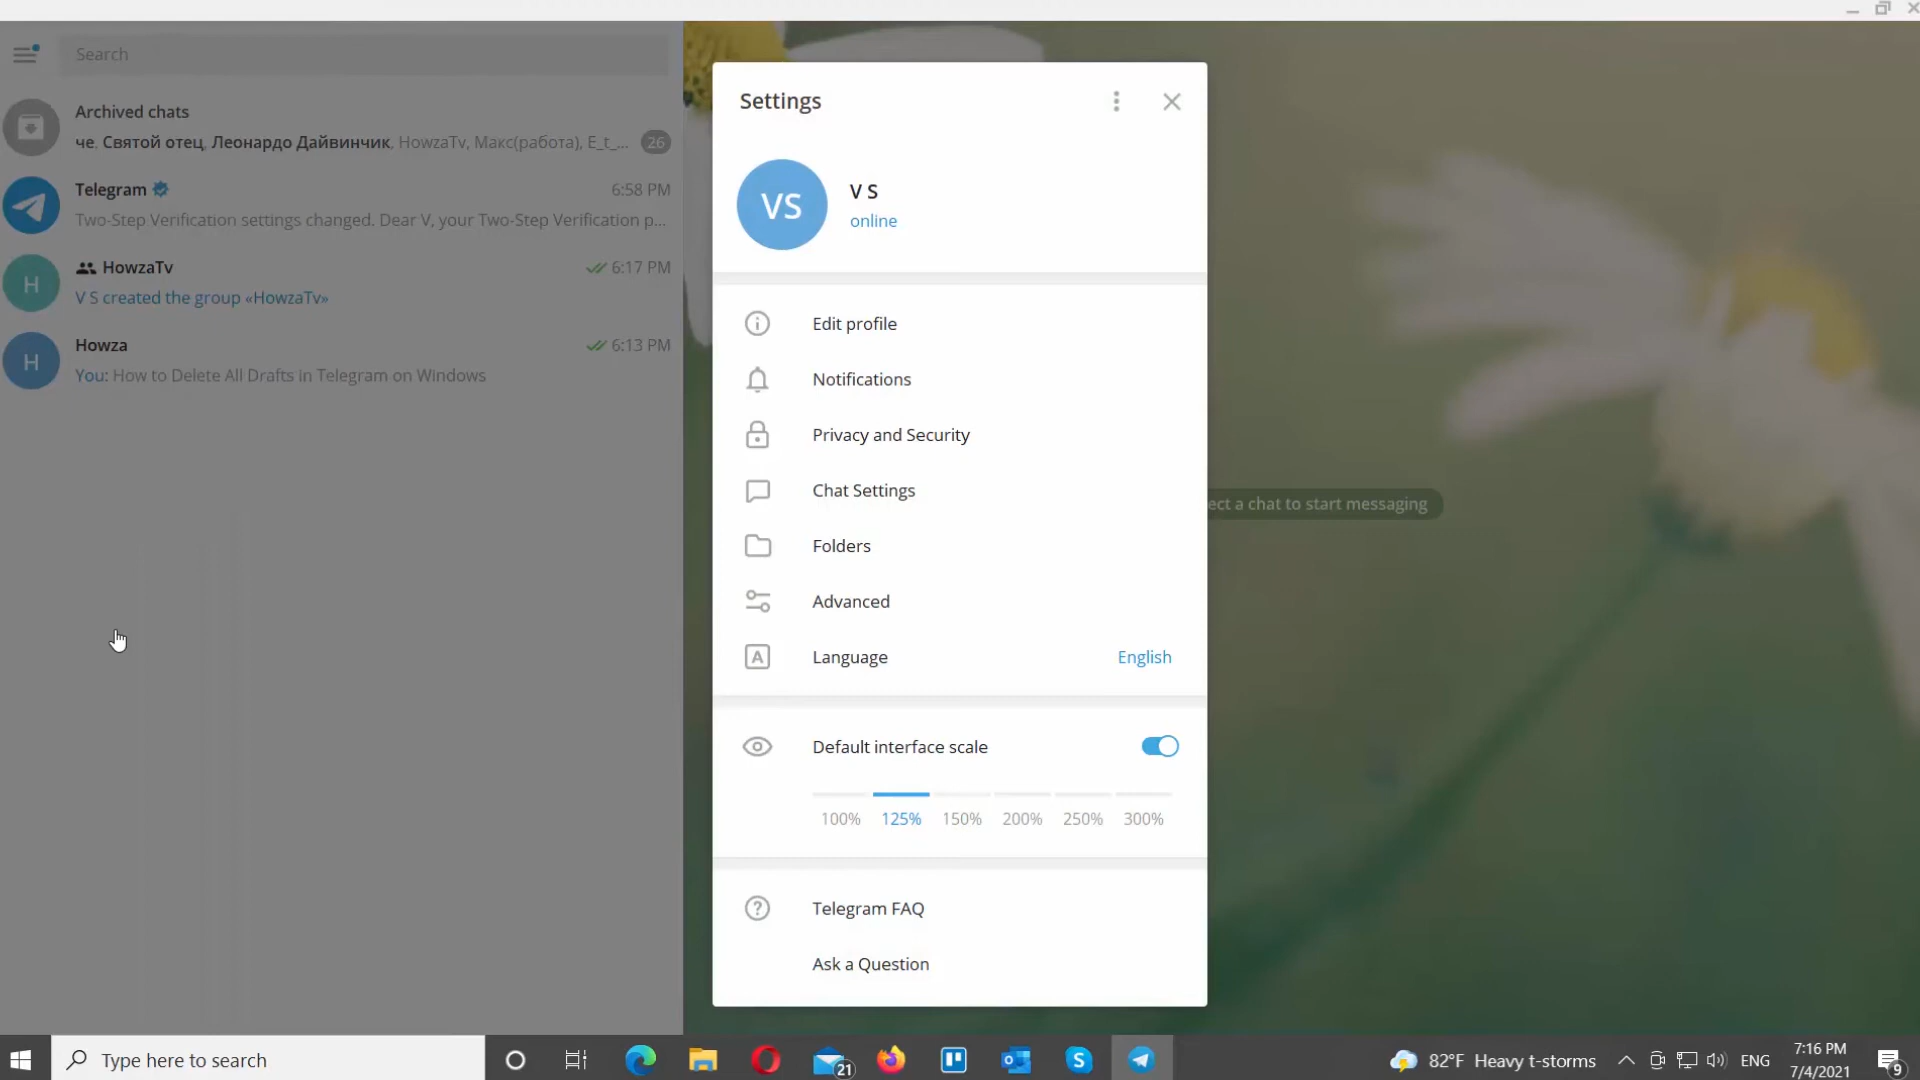 Search
Archived chats
че, Святой отец, Леонардо Дайвинчик, HowzaTv, Макс(работа), E_t_...
26
Telegram
6:58 PM
Two-Step Verification settings changed. Dear V, your Two-Step Verification p...
H
HowzaTv
6:17 PM
V S created the group «HowzaTv»
H
Howza
6:13 PM
You: How to Delete All Drafts in Telegram on Windows
Settings
VS
V S
online
Edit profile
Notifications
Privacy and Security
Chat Settings
Folders
Advanced
A
Language
English
Default interface scale
100% 125% 150% 200% 250% 300%
Telegram FAQ
Ask a Question
ect a chat to start messaging
Type here to search
21
82°F Heavy t-storms
ENG
7:16 PM
7/4/2021
9